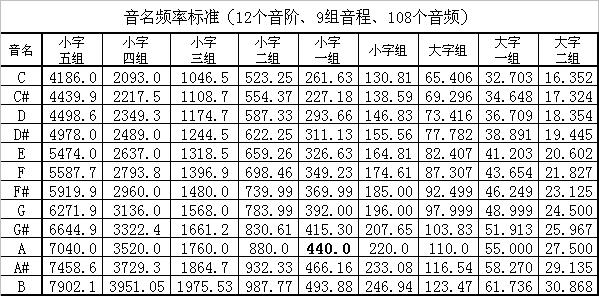 音名频率标准（12个音阶、9组音程、108个音频）
音名 小字五组 小字四组 小字三组 小字二组 小字一组 小字组 大字组 大字一组 大字二组
C 4186.0 2093.0 1046.5 523.25 261.63 130.81 65.406 32.703 16.352
C# 4439.9 2217.5 1108.7 554.37 227.18 138.59 69.296 34.648 17.324
D 4498.6 2349.3 1174.7 587.33 293.66 146.83 73.416 36.709 18.354
D# 4978.0 2489.0 1244.5 622.25 311.13 155.56 77.782 38.891 19.445
E 5474.0 2637.0 1318.5 659.26 326.63 164.81 82.407 41.203 20.602
F 5587.7 2793.8 1396.9 698.46 349.23 174.61 87.307 43.654 21.827
F# 5919.9 2960.0 1480.0 739.99 369.99 185.00 92.499 46.249 23.125
G 6271.9 3136.0 1568.0 783.99 392.00 196.00 97.999 48.999 24.500
G# 6644.9 3322.4 1661.2 830.61 415.30 207.65 103.83 51.913 25.967
A 7040.0 3520.0 1760.0 880.0 440.0 220.0 110.0 55.000 27.500
A# 7458.6 3729.3 1864.7 932.33 466.16 233.08 116.54 58.270 29.135
B 7902.1 3951.05 1975.53 987.77 493.88 246.94 123.47 61.736 30.868